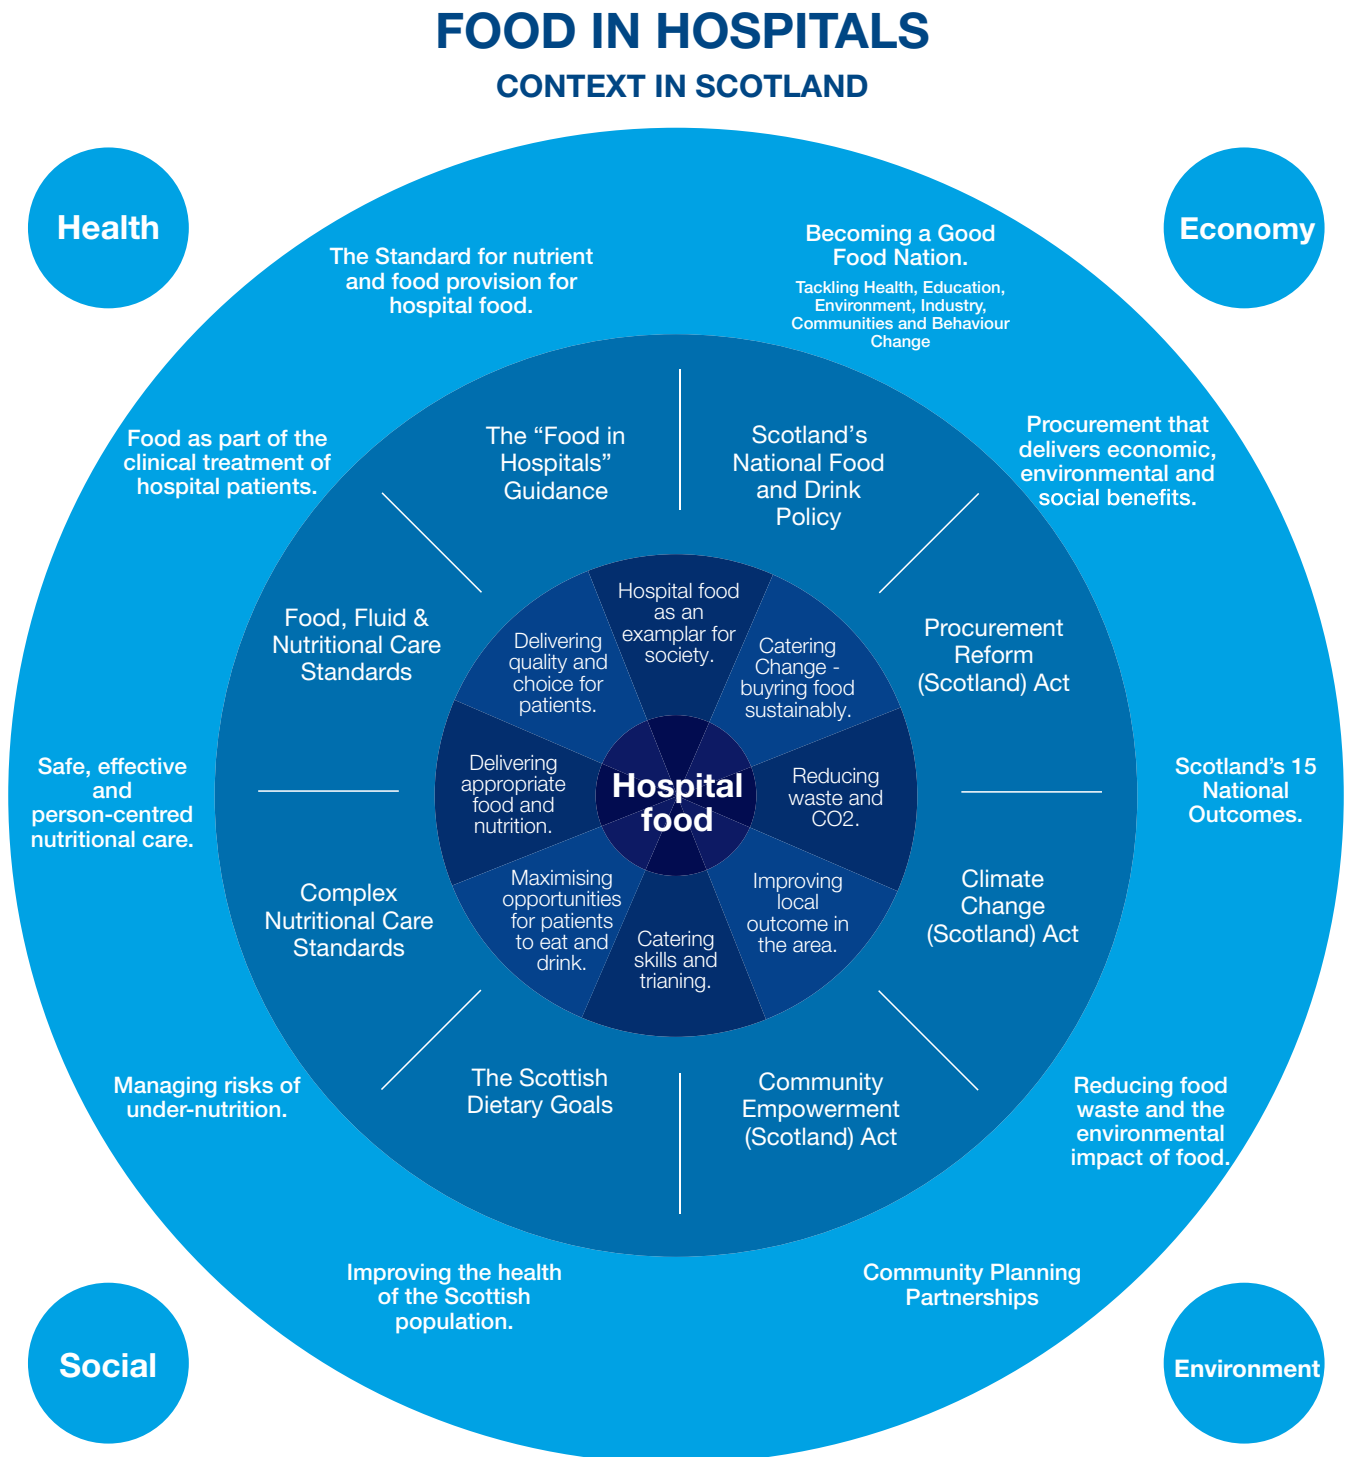 FOOD IN HOSPITALS
CONTEXT IN SCOTLAND
Health
Economy
The Standard for nutrient
and food provision for
hospital food.
Becoming a Good
Food Nation.
Tackling Health, Education,
Environment, Industry,
Communities and Behaviour
Change
Food as part of the
clinical treatment of
hospital patients.
Procurement that
delivers economic,
environmental and
social benefits.
Safe, effective
and
person-centred
nutritional care.
Scotland's 15
National
Outcomes.
Managing risks of
under-nutrition.
Reducing food
waste and the
environmental
impact of food.
Improving the health
of the Scottish
population.
Community Planning
Partnerships
The “Food in
Hospitals”
Guidance
Scotland's
National Food
and Drink
Policy
Food, Fluid &
Nutritional Care
Standards
Procurement
Reform
(Scotland) Act
Complex
Nutritional Care
Standards
Climate
Change
(Scotland) Act
The Scottish
Dietary Goals
Community
Empowerment
(Scotland) Act
Hospital food
as an
examplar for
society.
Delivering
quality and
choice for
patients.
Catering
Change -
buyring food
sustainably.
Delivering
appropriate
food and
nutrition.
Reducing
waste and
CO2.
Maximising
opportunities
for patients
to eat and
drink.
Catering
skills and
trianing.
Improving
local
outcome in
the area.
Hospital
food
Social
Environment